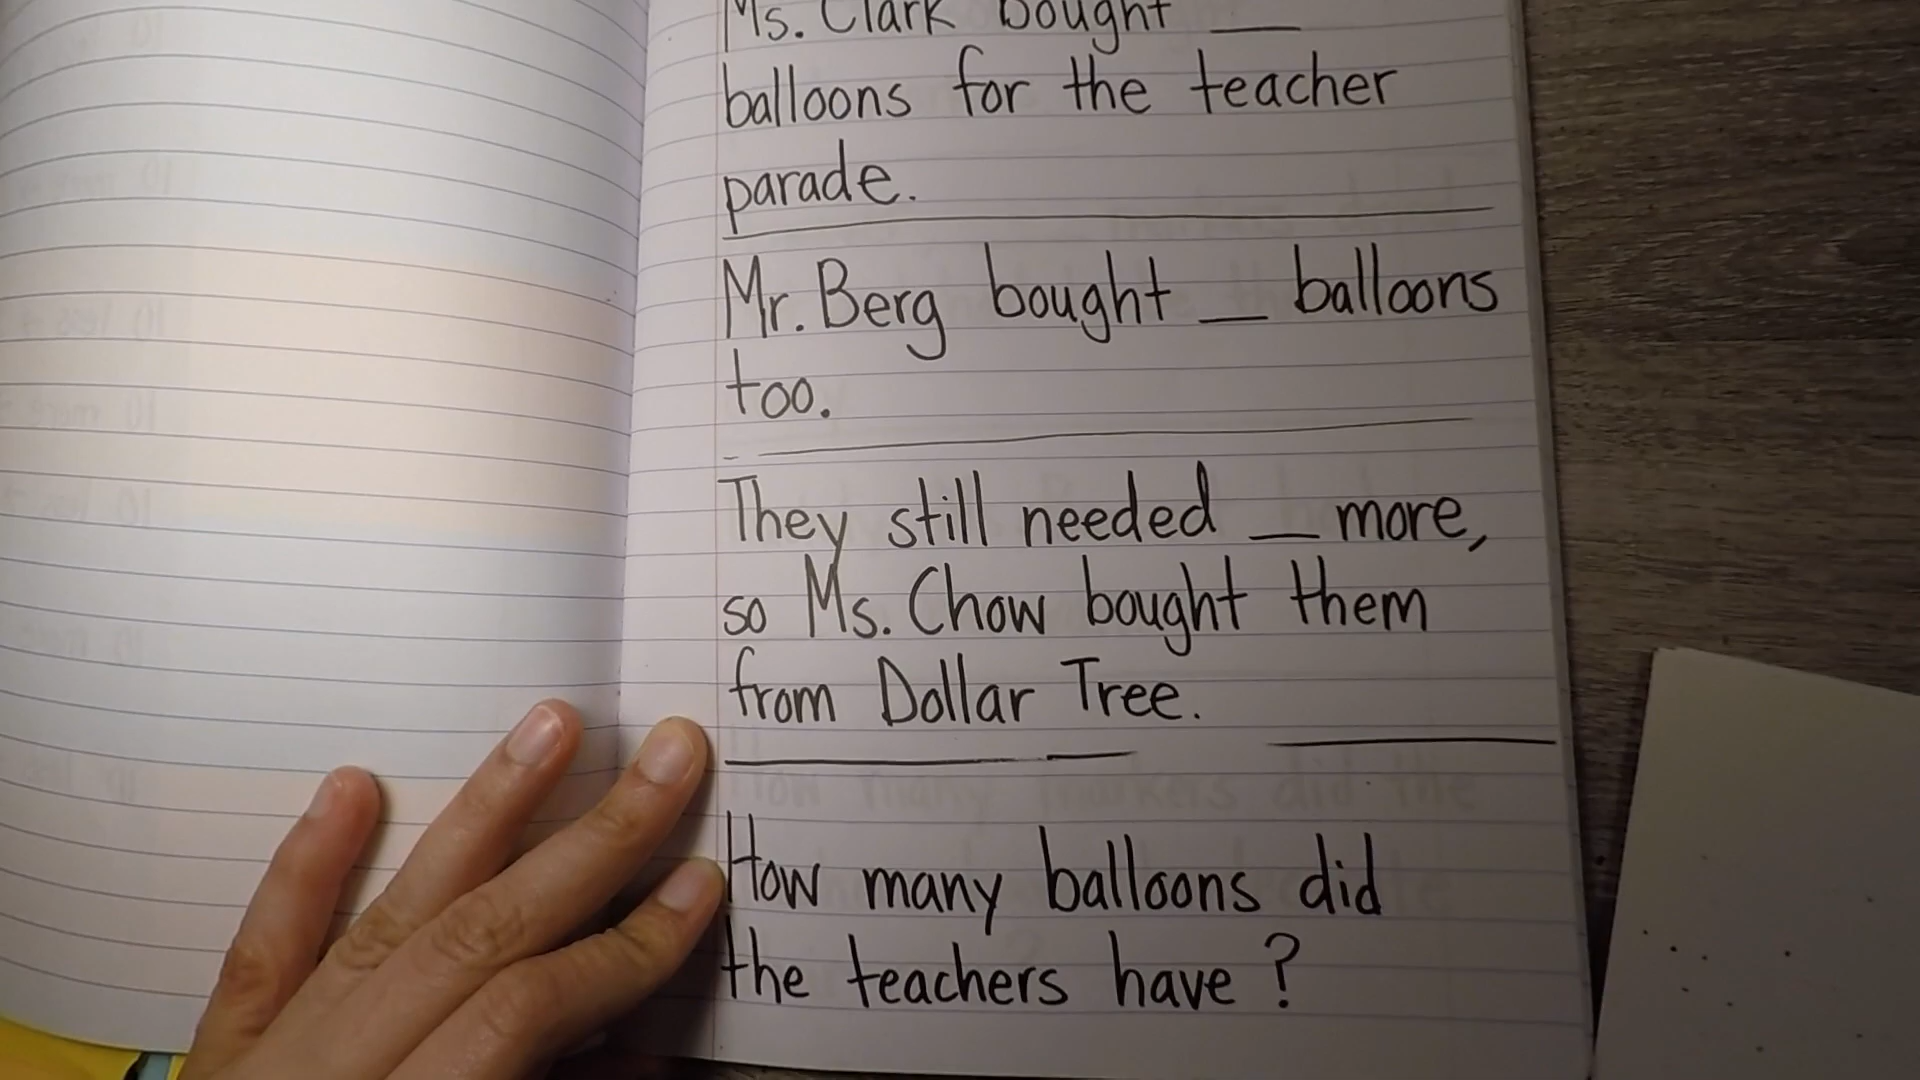 Ms. Clark bought __
balloons for the teacher
parade.
Mr. Berg bought __ balloons
too.
They still needed __ more,
so Ms. Chow bought them
from Dollar Tree.
How many balloons did
the teachers have?